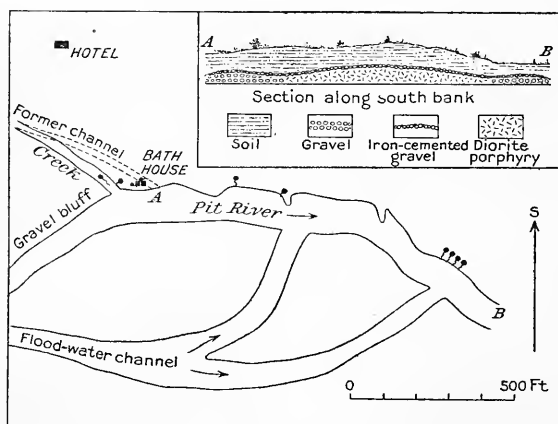 HOTEL
A
B
Section along south bank
Soil
Gravel
Iron-cemented
gravel
Diorite
porphyry
Former channel
Creek
BATH
HOUSE
A
Pit River
Gravel bluff
S
B
Flood-water channel
0 500 Ft